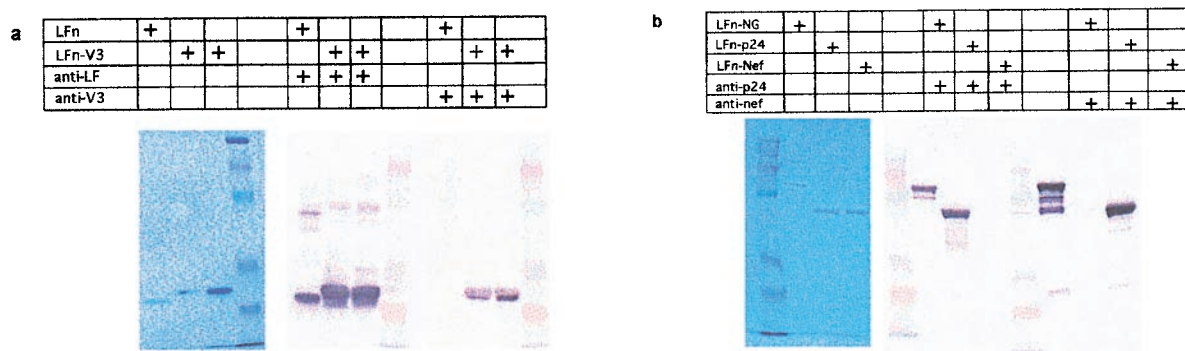 a
LFn + + +
LFn-V3 + + + + + +
anti-LF + + +
anti-V3 + + +
b
LFn-NG + + +
LFn-p24 + + +
LFn-Nef + + +
anti-p24 + + +
anti-nef + + +